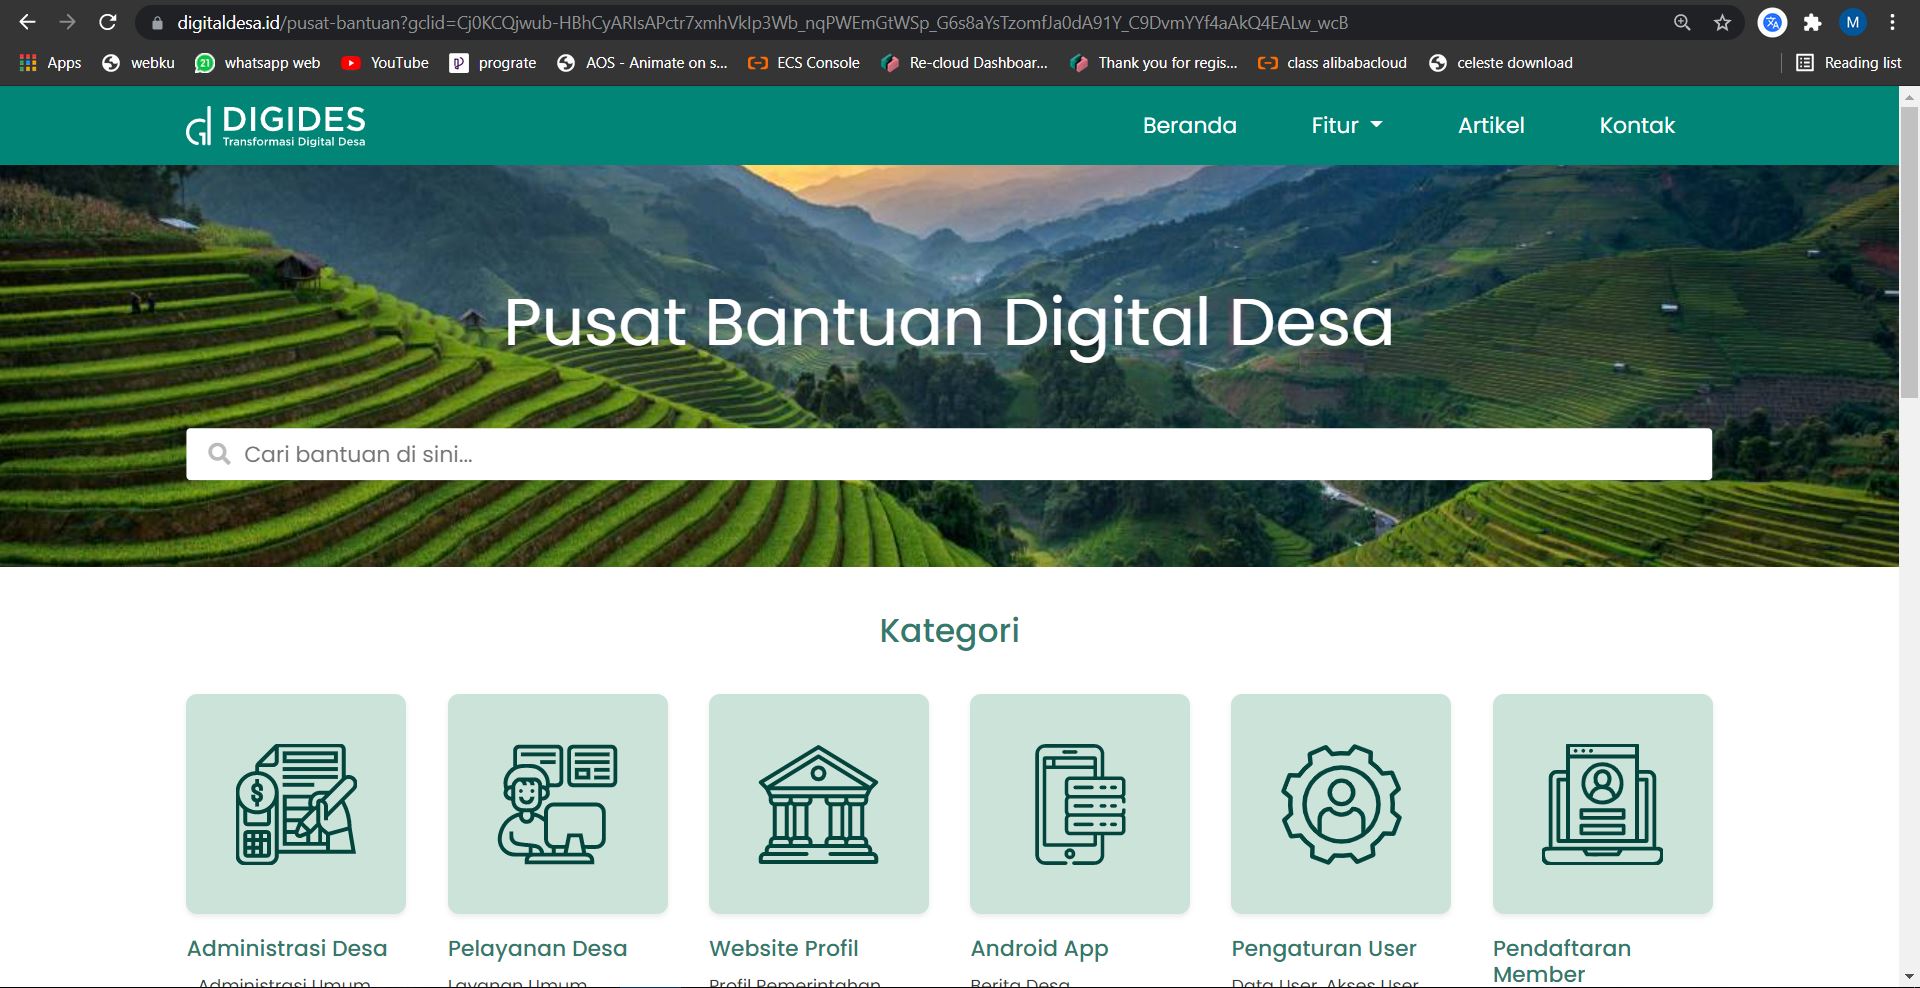 digitaldesa.id/pusat-bantuan?gclid=Cj0KCQjwub-HBhCyARIsAPctr7xmhVkIp3Wb_nqPWEmGtWSp_G6s8aYsTzomfJa0dA91Y_C9DvmYYf4aAkQ4EALw_wcB
M
Apps webku 21 whatsapp web YouTube prograte AOS - Animate on s... ECS Console Re-cloud Dashboar... Thank you for regis... class alibabacloud celeste download Reading list
DIGIDES
Transformasi Digital Desa
Beranda Fitur Artikel Kontak
Pusat Bantuan Digital Desa
Cari bantuan di sini...
Kategori
$
Administrasi Desa Pelayanan Desa Website Profil Android App Pengaturan User Pendaftaran
Member
Administrasi Umum Layanan Umum Profil Pemerintahan Berita Desa Data User, Akses User